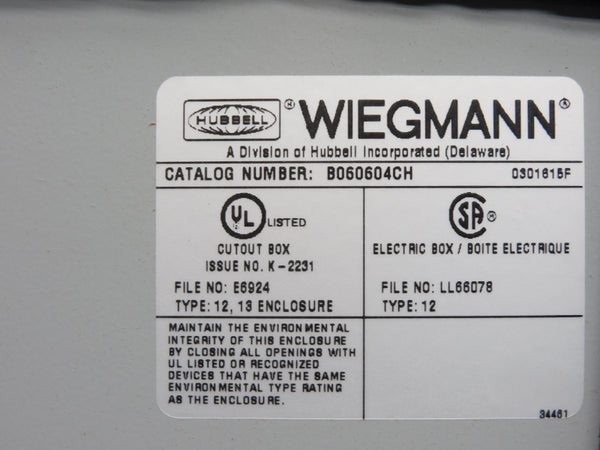 HUBBELL ® WIEGMANN®
A Division of Hubbell Incorporated (Delaware)
CATALOG NUMBER: B060604CH 0301615F
UL LISTED
CUTOUT BOX
ISSUE NO. K-2231
FILE NO: E6924
TYPE: 12, 13 ENCLOSURE
SA ®
ELECTRIC BOX / BOITE ELECTRIQUE
FILE NO: LL66078
TYPE: 12
MAINTAIN THE ENVIRONMENTAL
INTEGRITY OF THIS ENCLOSURE
BY CLOSING ALL OPENINGS WITH
UL LISTED OR RECOGNIZED
DEVICES THAT HAVE THE SAME
ENVIRONMENTAL TYPE RATING
AS THE ENCLOSURE.
34461